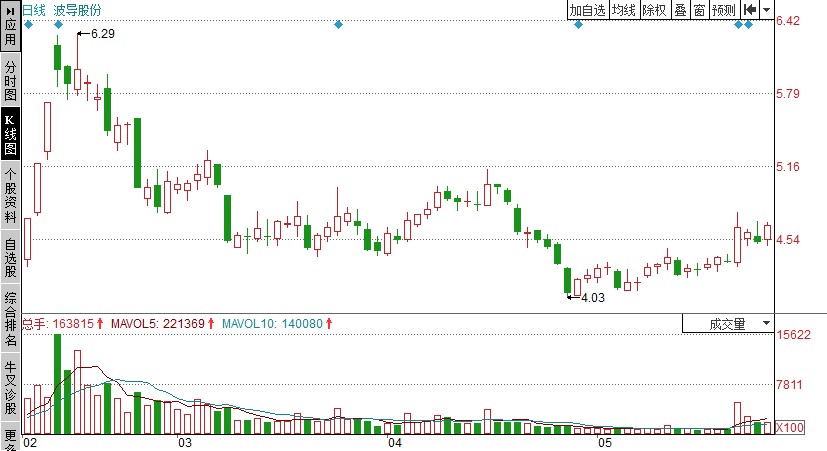 日线 波导股份
加自选 均线 除权 叠 窗 预测
应用
分时图
K线图
个股资料
自选股
综合排名
牛叉诊股
更多
6.29
4.03
6.42
5.79
5.16
4.54
总手: 163815 MAVOL5: 221369 MAVOL10: 140080
成交量
15622
7811
X100
02 03 04 05